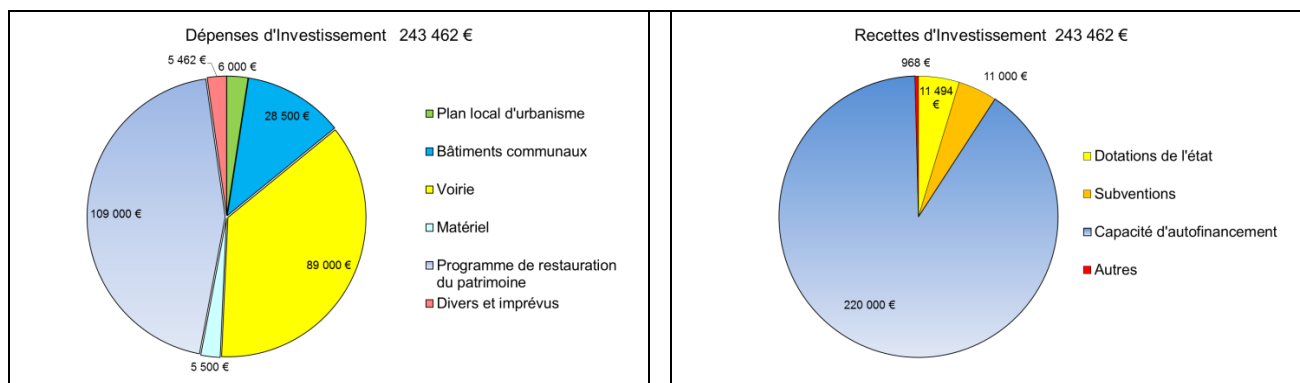 Dépenses d'Investissement 243 462 €
5 462 €
6 000 €
28 500 €
109 000 €
89 000 €
5 500 €
Plan local d'urbanisme
Bâtiments communaux
Voirie
Matériel
Programme de restauration
du patrimoine
Divers et imprévus
Recettes d'Investissement 243 462 €
968 €
11 494
€
11 000 €
220 000 €
Dotations de l'état
Subventions
Capacité d'autofinancement
Autres